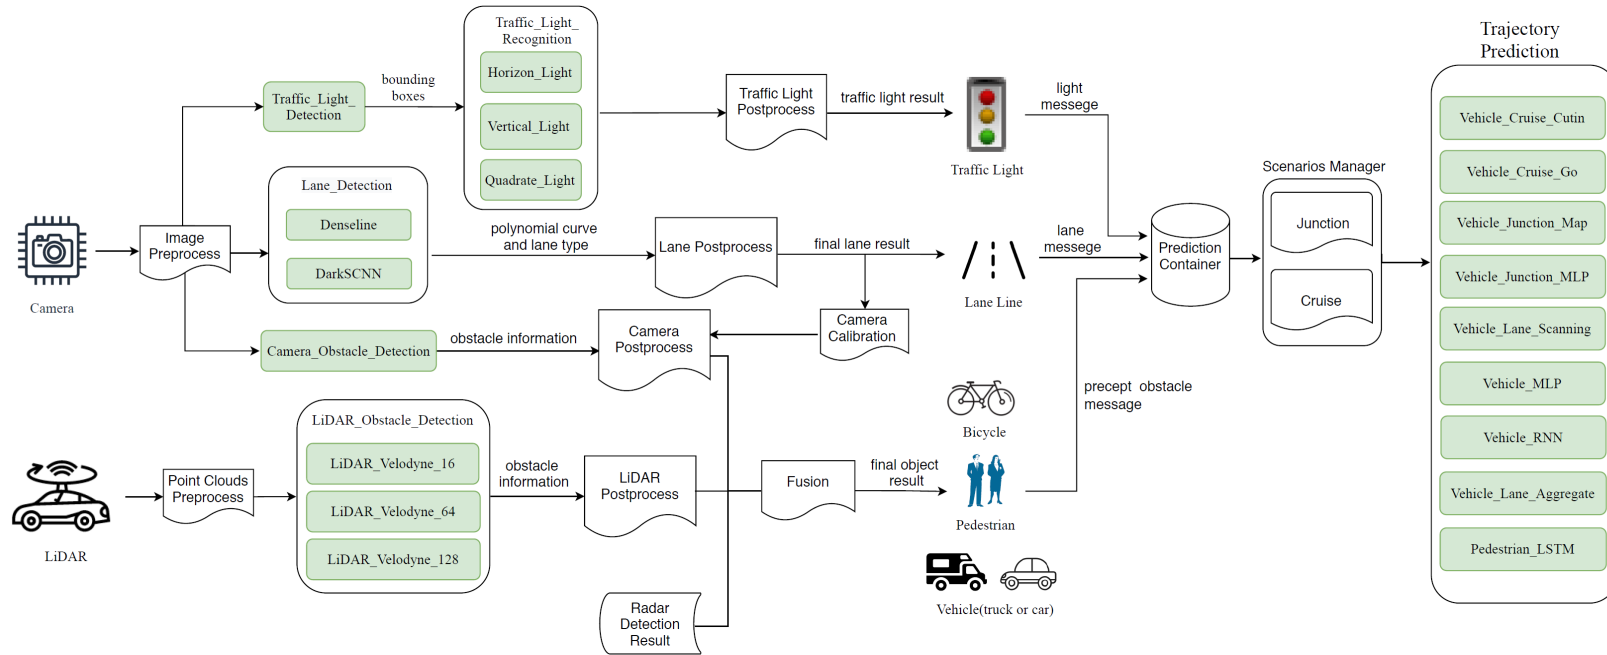 Camera
LiDAR
Image
Preprocess
Point Clouds
Preprocess
Traffic_Light_
Detection
bounding
boxes
Traffic_Light_
Recognition
Horizon_Light
Vertical_Light
Quadrate_Light
Lane_Detection
Denseline
DarkSCNN
Camera_Obstacle_Detection
LiDAR_Obstacle_Detection
LiDAR_Velodyne_16
LiDAR_Velodyne_64
LiDAR_Velodyne_128
polynomial curve
and lane type
obstacle information
obstacle
information
Traffic Light
Postprocess
Lane Postprocess
Camera
Postprocess
Camera
Calibration
LiDAR
Postprocess
Radar
Detection
Result
Fusion
traffic light result
final lane result
final object
result
Traffic Light
Lane Line
Bicycle
Pedestrian
Vehicle(truck or car)
light
messege
lane
messege
precept obstacle
message
Prediction
Container
Scenarios Manager
Junction
Cruise
Trajectory
Prediction
Vehicle_Cruise_Cutin
Vehicle_Cruise_Go
Vehicle_Junction_Map
Vehicle_Junction_MLP
Vehicle_Lane_Scanning
Vehicle_MLP
Vehicle_RNN
Vehicle_Lane_Aggregate
Pedestrian_LSTM